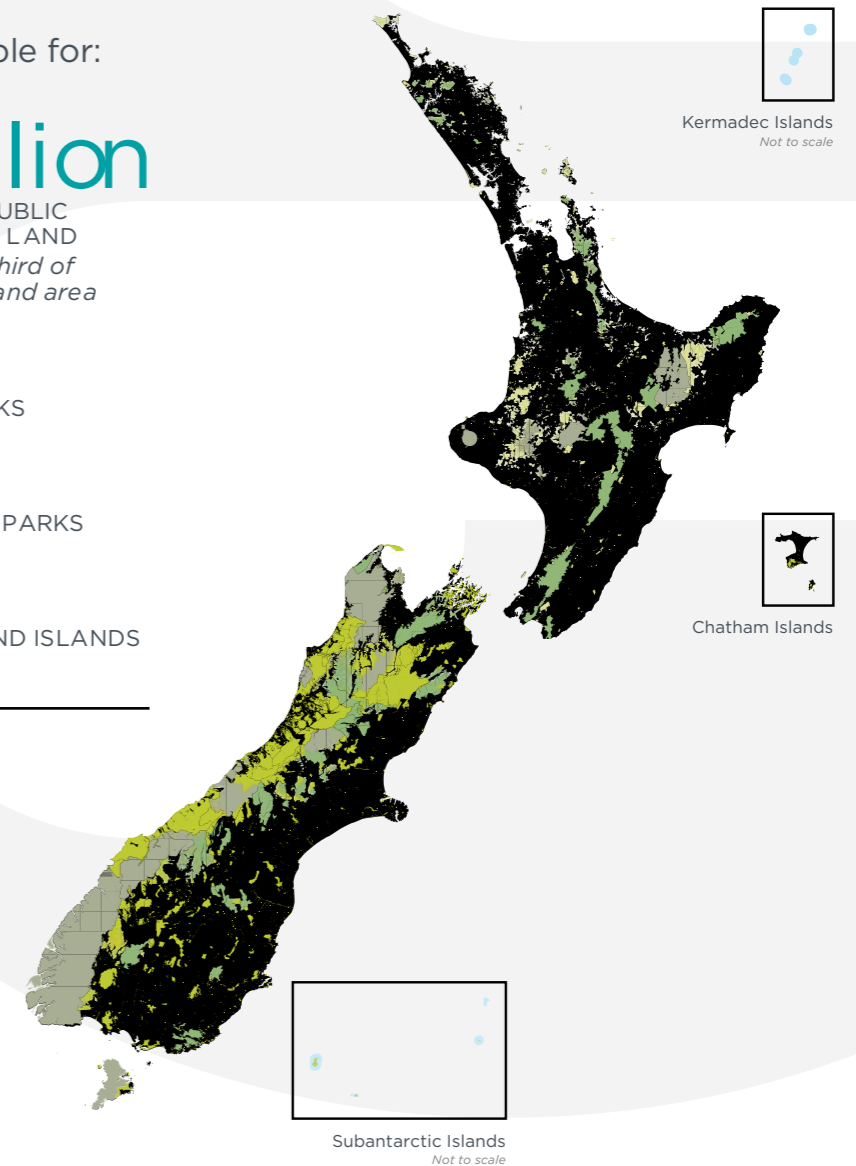 ble for:
lion
UBLIC
LAND
hird of
and area
KS
PARKS
ND ISLANDS
Kermadec Islands
Not to scale
Chatham Islands
Subantarctic Islands
Not to scale